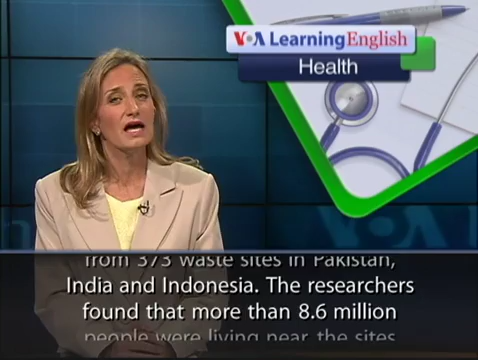 VOA Learning English
Health
from 373 waste sites in Pakistan,
India and Indonesia. The researchers
found that more than 8.6 million
people were living near the sites